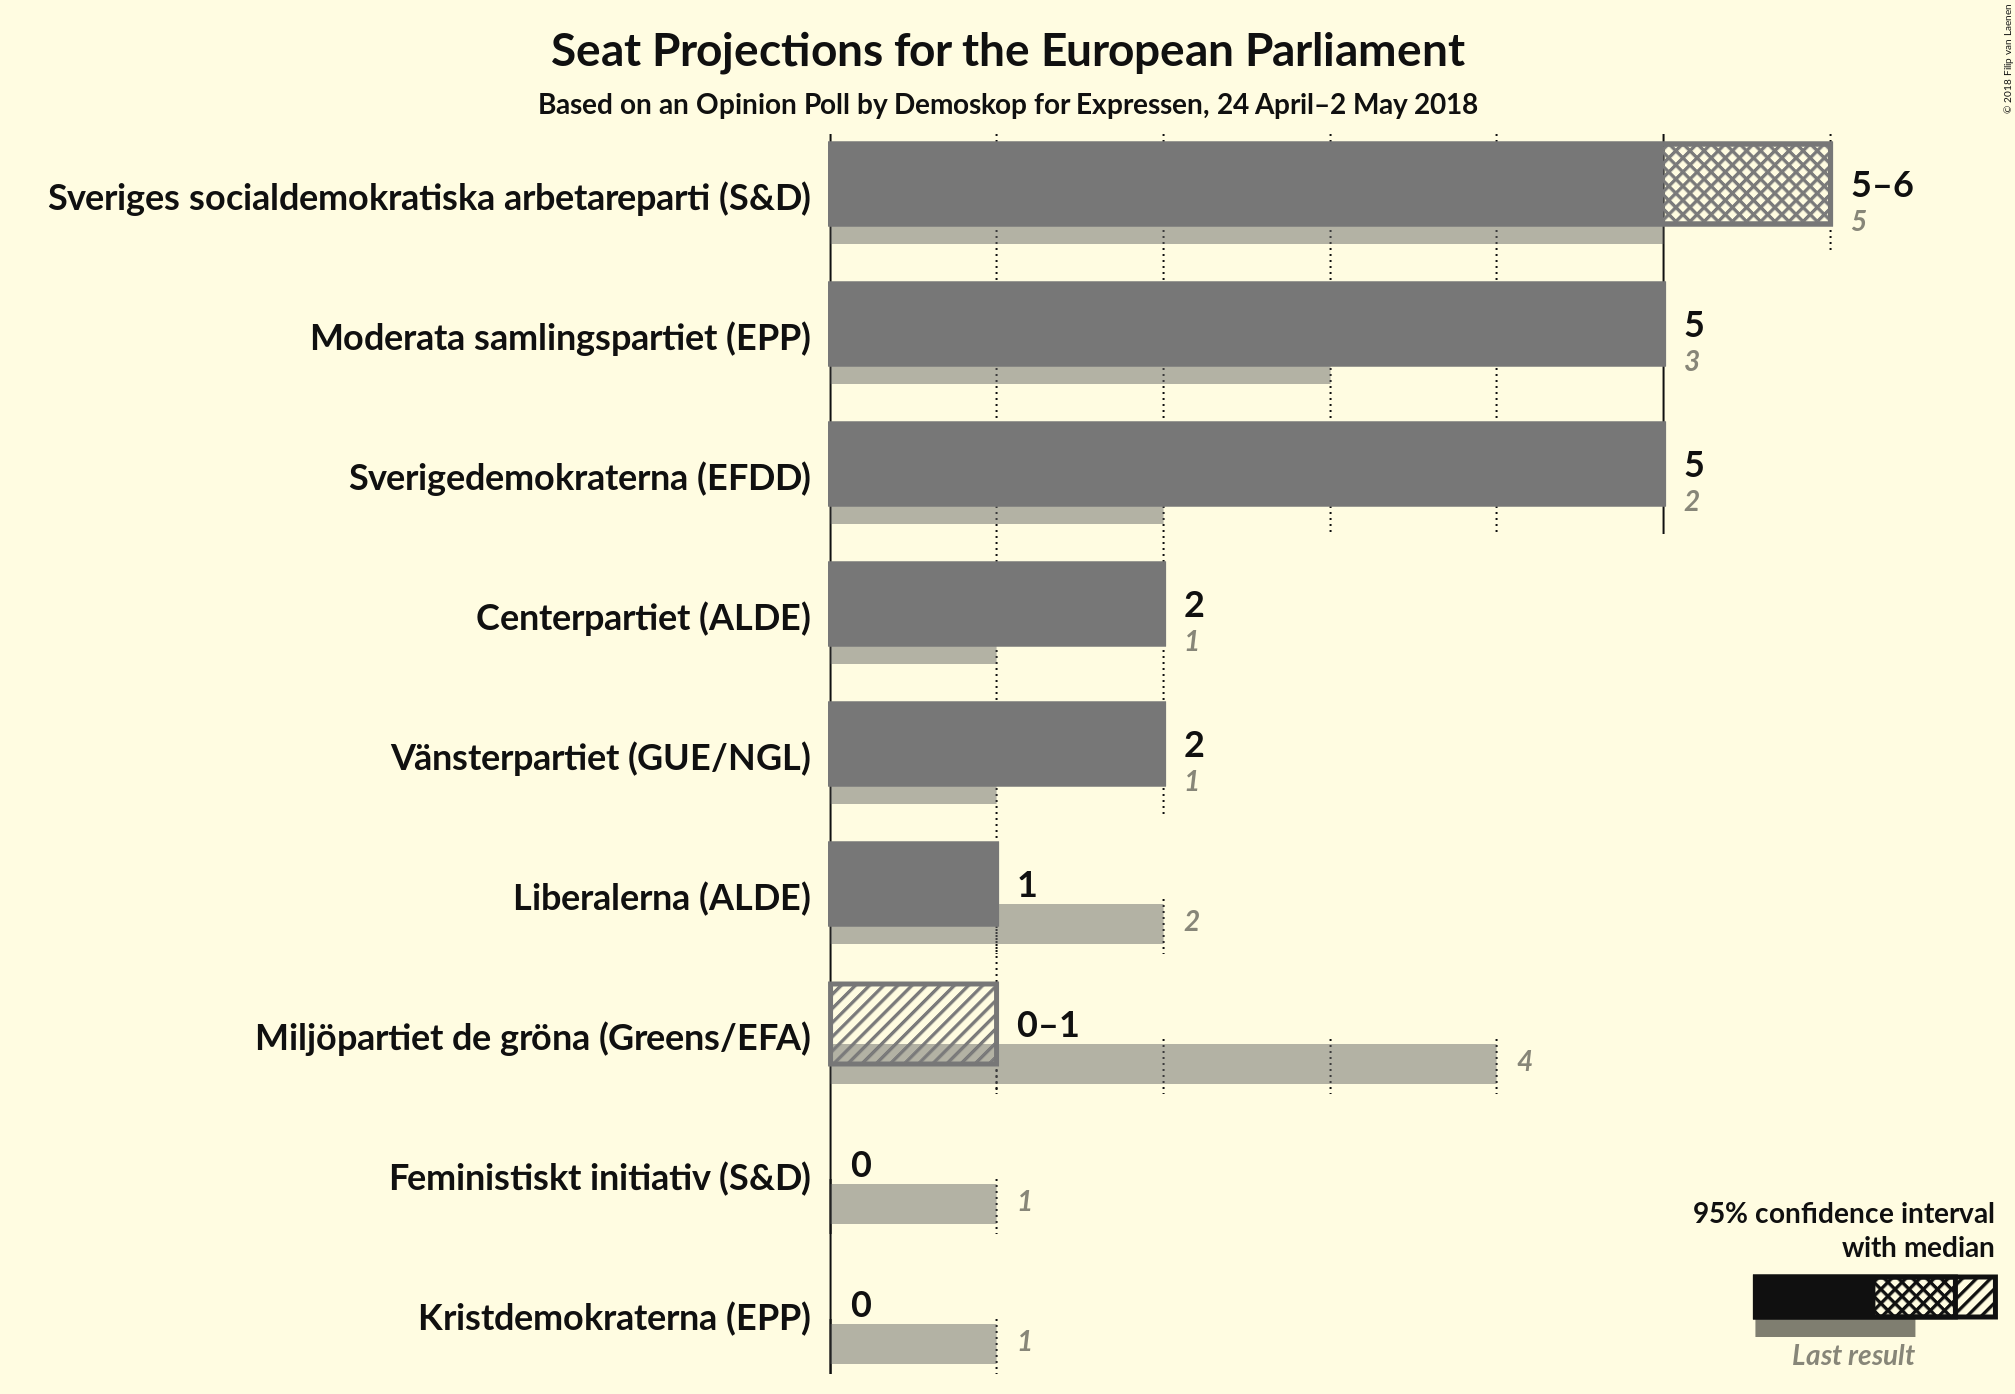 Seat Projections for the European Parliament
Based on an Opinion Poll by Demoskop for Expressen, 24 April–2 May 2018
© 2018 Filip van Laenen
Sveriges socialdemokratiska arbetareparti (S&D)
5–6
5
Moderata samlingspartiet (EPP)
5
3
Sverigedemokraterna (EFDD)
5
2
Centerpartiet (ALDE)
2
1
Vänsterpartiet (GUE/NGL)
2
1
Liberalerna (ALDE)
1
2
Miljöpartiet de gröna (Greens/EFA)
0–1
4
Feministiskt initiativ (S&D)
0
1
Kristdemokraterna (EPP)
0
1
95% confidence interval
with median
Last result